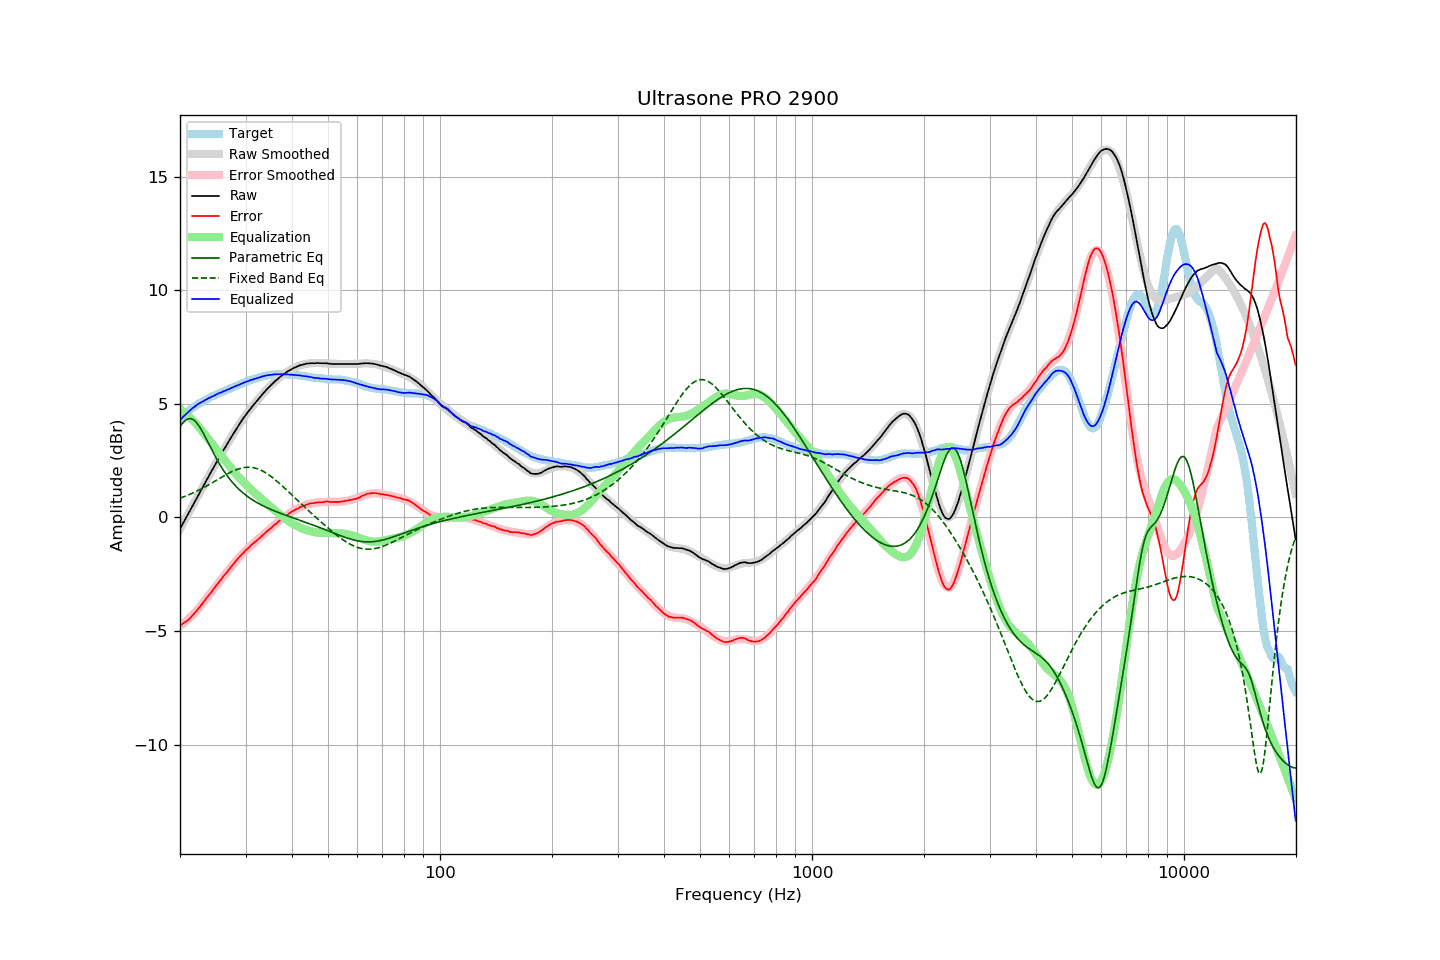 Ultrasone PRO 2900
Target
Raw Smoothed
Error Smoothed
Raw
Error
Equalization
Parametric Eq
Fixed Band Eq
Equalized
15
10
5
0
−5
−10
Amplitude (dBr)
100
1000
10000
Frequency (Hz)